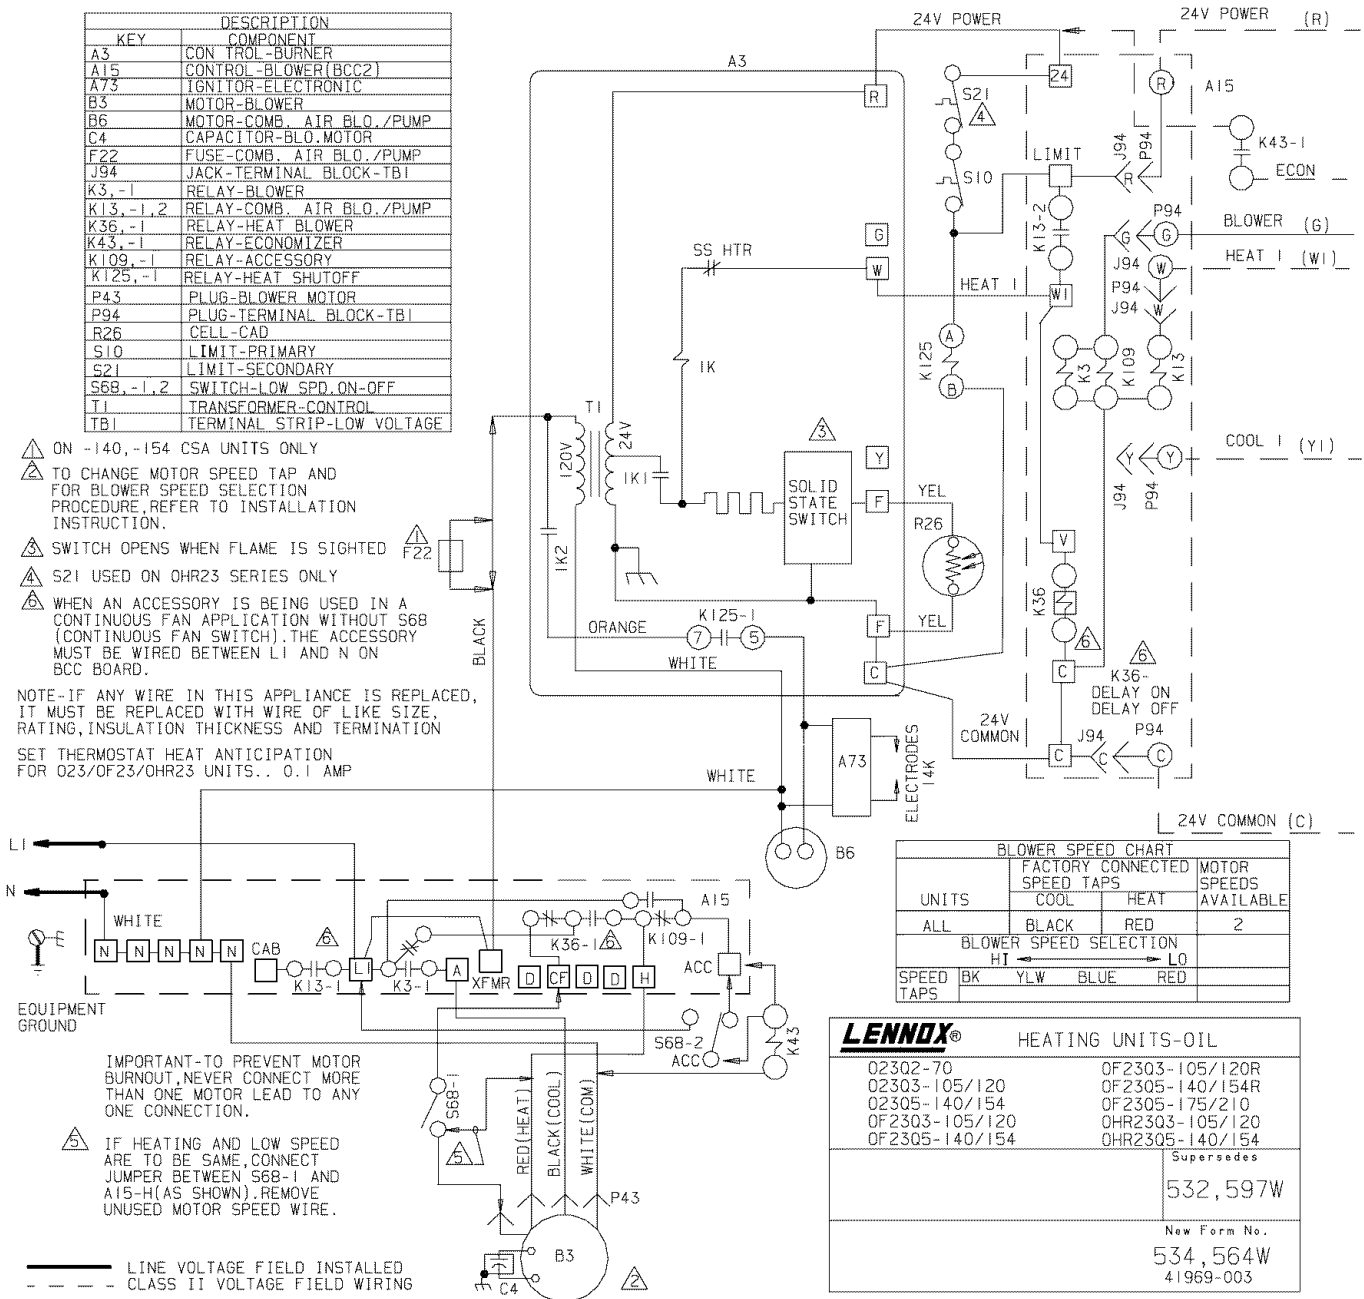 DESCRIPTION
KEY COMPONENT
A3 CON TROL-BURNER
A15 CONTROL-BLOWER(BCC2)
A73 IGNITOR-ELECTRONIC
B3 MOTOR-BLOWER
B6 MOTOR-COMB. AIR BLO./PUMP
C4 CAPACITOR-BLO.MOTOR
F22 FUSE-COMB. AIR BLO./PUMP
J94 JACK-TERMINAL BLOCK-TB1
K3,-1 RELAY-BLOWER
K13,-1,2 RELAY-COMB. AIR BLO./PUMP
K36,-1 RELAY-HEAT BLOWER
K43,-1 RELAY-ECONOMIZER
K109,-1 RELAY-ACCESSORY
K125,-1 RELAY-HEAT SHUTOFF
P43 PLUG-BLOWER MOTOR
P94 PLUG-TERMINAL BLOCK-TB1
R26 CELL-CAD
S10 LIMIT-PRIMARY
S21 LIMIT-SECONDARY
S68,-1,2 SWITCH-LOW SPD.ON-OFF
T1 TRANSFORMER-CONTROL
TB1 TERMINAL STRIP-LOW VOLTAGE
1 ON -140,-154 CSA UNITS ONLY
2 TO CHANGE MOTOR SPEED TAP AND
FOR BLOWER SPEED SELECTION
PROCEDURE,REFER TO INSTALLATION
INSTRUCTION.
3 SWITCH OPENS WHEN FLAME IS SIGHTED
4 S21 USED ON OHR23 SERIES ONLY
6 WHEN AN ACCESSORY IS BEING USED IN A
CONTINUOUS FAN APPLICATION WITHOUT S68
(CONTINUOUS FAN SWITCH).THE ACCESSORY
MUST BE WIRED BETWEEN L1 AND N ON
BCC BOARD.
NOTE-IF ANY WIRE IN THIS APPLIANCE IS REPLACED,
IT MUST BE REPLACED WITH WIRE OF LIKE SIZE,
RATING,INSULATION THICKNESS AND TERMINATION
SET THERMOSTAT HEAT ANTICIPATION
FOR O23/OF23/OHR23 UNITS.. 0.1 AMP
1
F22
BLACK
A3
T1
120V
24V
1K1
1K2
1K
SS HTR
R
G
W
Y
F
F
C
3
SOLID
STATE
SWITCH
YEL
R26
YEL
ORANGE
K125-1
7
5
WHITE
24V POWER
24V POWER (R)
S21
4
S10
24
R
A15
K43-1
ECON
LIMIT
J94
P94
R
K13-2
G
P94
G
BLOWER (G)
HEAT 1
W1
J94
W
HEAT 1 (W1)
P94
J94
W
A
K125
B
K3
K109
K13
Y
Y
COOL 1 (Y1)
J94
P94
V
K36
6
C
6
K36-
DELAY ON
DELAY OFF
24V
COMMON
C
J94
C
P94
C
24V COMMON (C)
WHITE
A73
ELECTRODES
14K
B6
L1
N
WHITE
N N N N N
CAB
6
K13-1
L1
K3-1
A
XFMR
D CF D D H
K36-1
6
K109-1
A15
ACC
E
EQUIPMENT
GROUND
S68-2
ACC
K43
S68-1
5
RED(HEAT)
BLACK(COOL)
WHITE(COM)
P43
B3
C4
2
IMPORTANT-TO PREVENT MOTOR
BURNOUT,NEVER CONNECT MORE
THAN ONE MOTOR LEAD TO ANY
ONE CONNECTION.
5 IF HEATING AND LOW SPEED
ARE TO BE SAME,CONNECT
JUMPER BETWEEN S68-1 AND
A15-H(AS SHOWN).REMOVE
UNUSED MOTOR SPEED WIRE.
LINE VOLTAGE FIELD INSTALLED
CLASS II VOLTAGE FIELD WIRING
BLOWER SPEED CHART
UNITS
FACTORY CONNECTED
SPEED TAPS
COOL HEAT
MOTOR
SPEEDS
AVAILABLE
ALL BLACK RED 2
BLOWER SPEED SELECTION
HI LO
SPEED
TAPS
BK YLW BLUE RED
LENNOX® HEATING UNITS-OIL
O23Q2-70 OF23Q3-105/120R
O23Q3-105/120 OF23Q5-140/154R
O23Q5-140/154 OF23Q5-175/210
OF23Q3-105/120 OHR23Q3-105/120
OF23Q5-140/154 OHR23Q5-140/154
Supersedes
532,597W
New Form No.
534,564W
41969-003